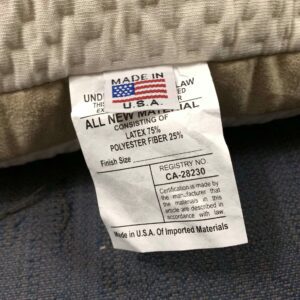 MADE IN
U.S.A.
UND LAW
THIS
ALL NEW MATERIAL
CONSISTING OF
LATEX 75%
POLYESTER FIBER 25%
Finish Size
REGISTRY NO.
CA-28230
Certification is made by
the manufacturer that
the materials in this
article are described in
accordance with law.
Made in U.S.A. Of Imported Materials